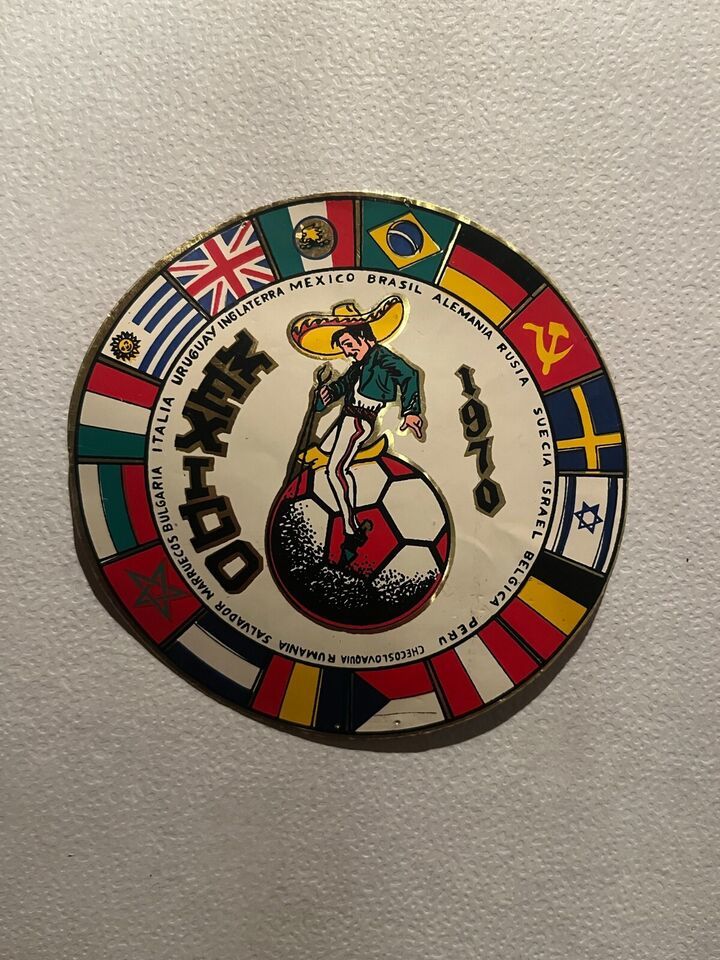 MEXICO
1970
MEXICO BRASIL ALEMANIA RUSIA SUECIA ISRAEL BELGICA PERU CHECOSLOVAQUIA RUMANIA SALVADOR MARRUECOS BULGARIA ITALIA URUGUAY INGLATERRA